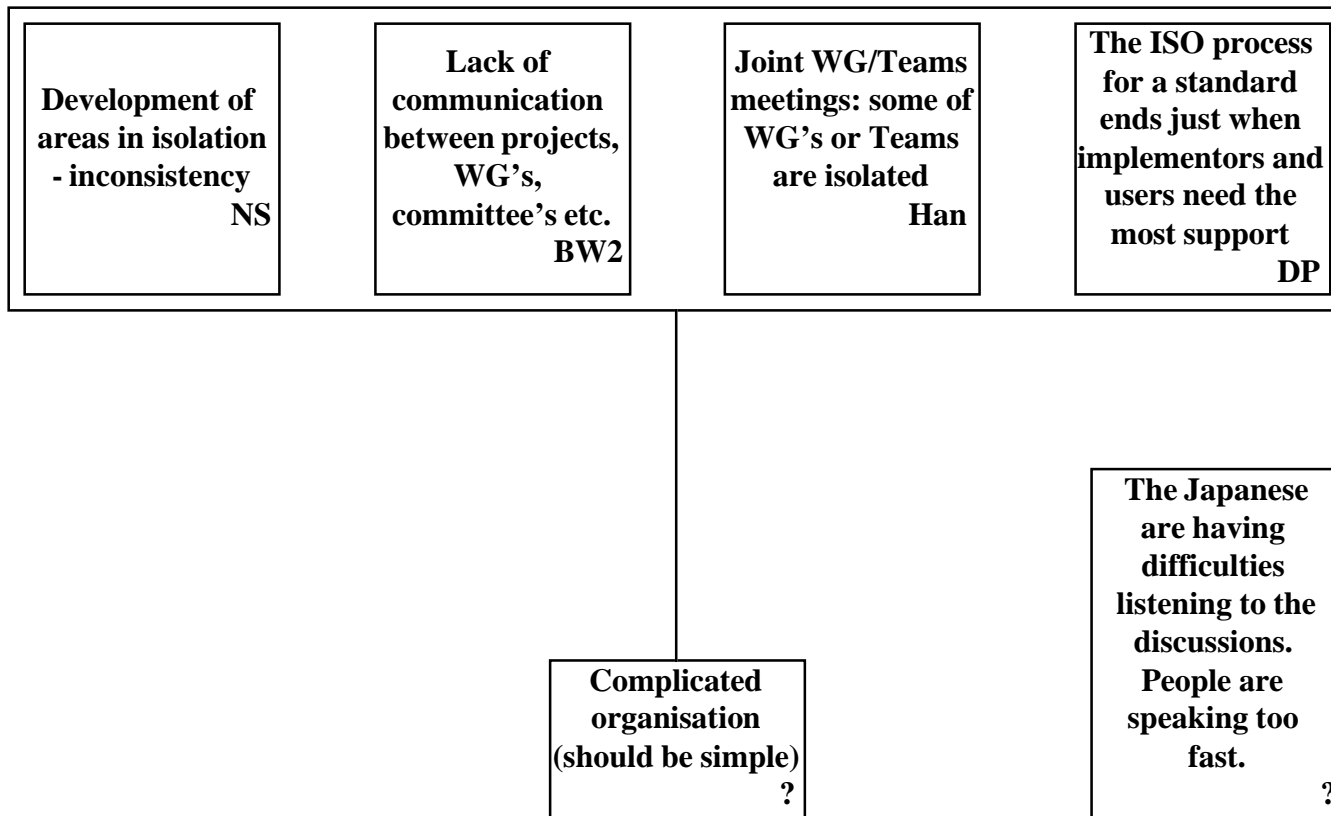 Development of
areas in isolation
- inconsistency
NS
Lack of
communication
between projects,
WG's,
committee's etc.
BW2
Joint WG/Teams
meetings: some of
WG's or Teams
are isolated
Han
The ISO process
for a standard
ends just when
implementors and
users need the
most support
DP
Complicated
organisation
(should be simple)
?
The Japanese
are having
difficulties
listening to the
discussions.
People are
speaking too
fast.
?